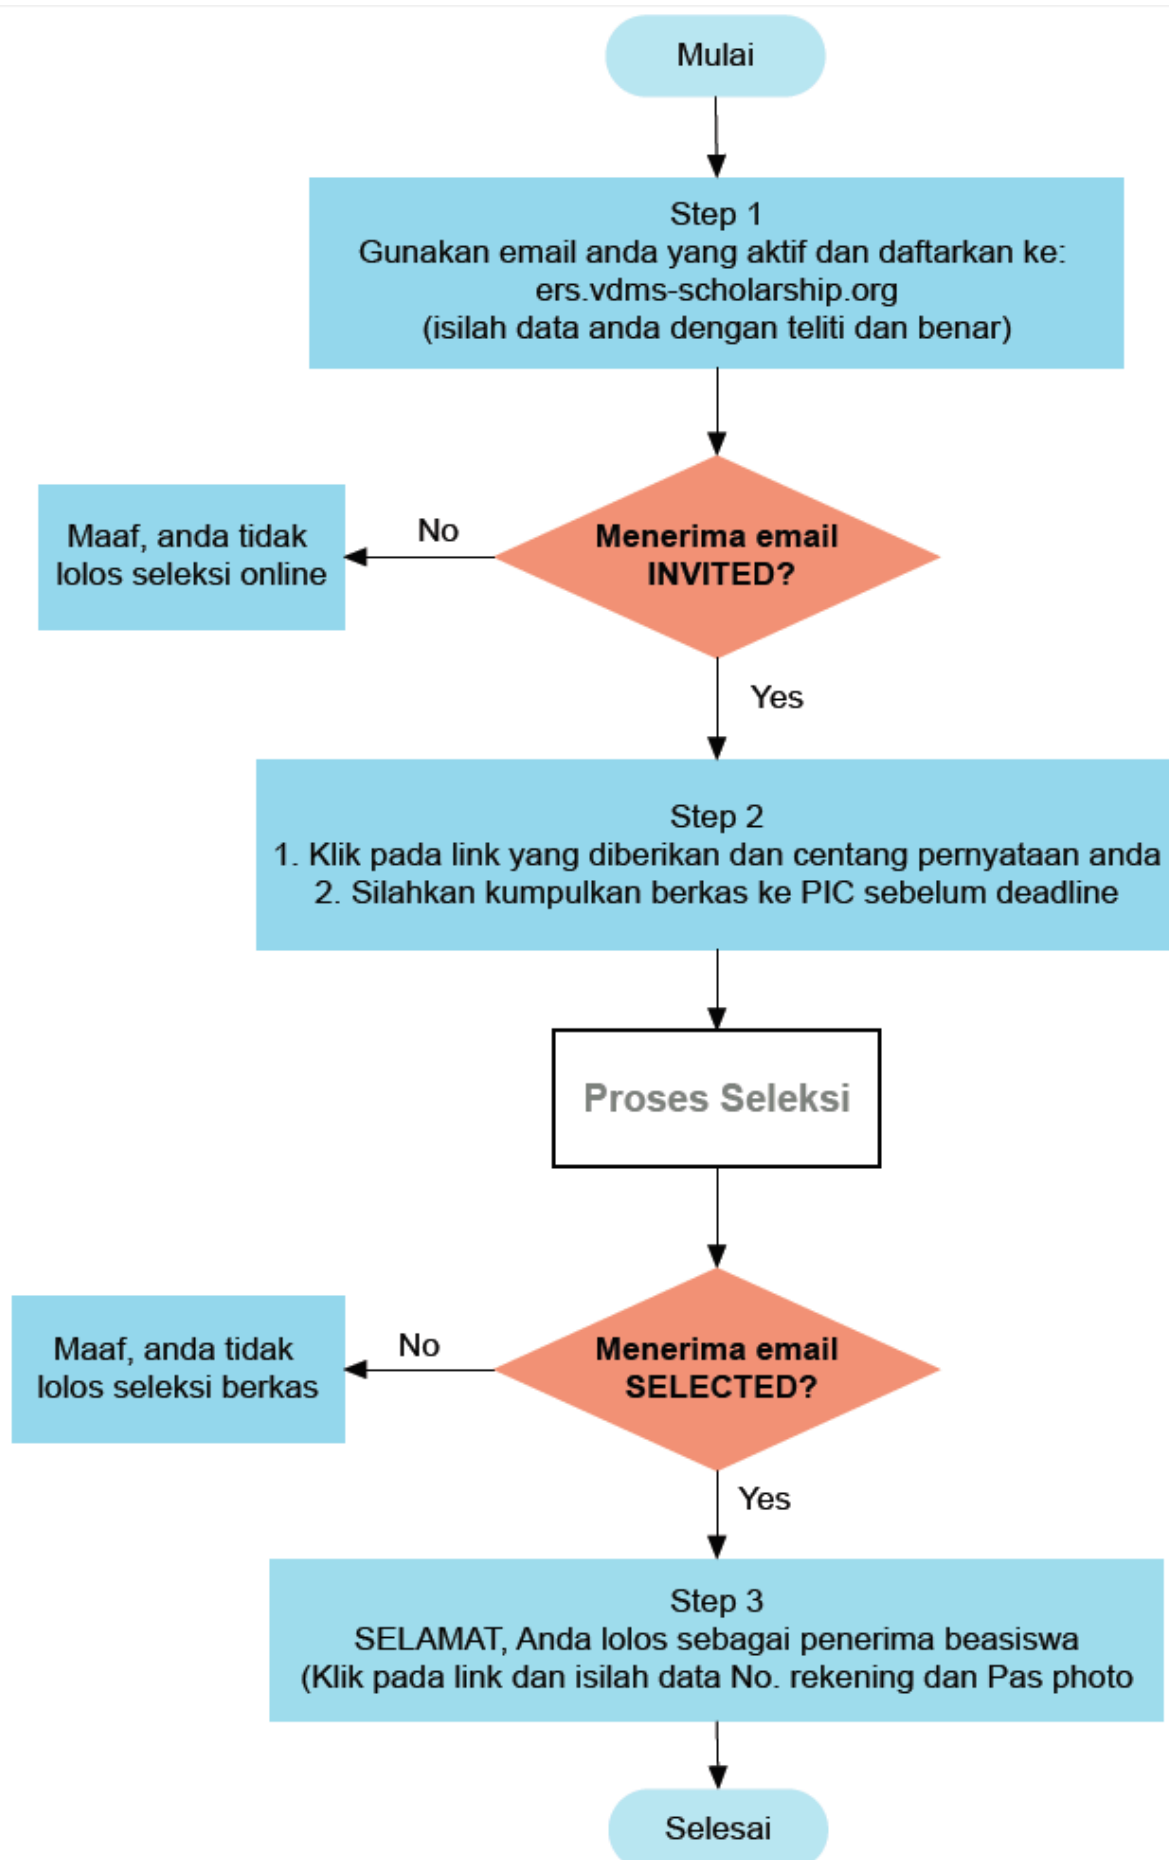 Mulai
Step 1
Gunakan email anda yang aktif dan daftarkan ke:
ers.vdms-scholarship.org
(isilah data anda dengan teliti dan benar)
Menerima email
INVITED?
No
Maaf, anda tidak
lolos seleksi online
Yes
Step 2
1. Klik pada link yang diberikan dan centang pernyataan anda
2. Silahkan kumpulkan berkas ke PIC sebelum deadline
Proses Seleksi
Menerima email
SELECTED?
No
Maaf, anda tidak
lolos seleksi berkas
Yes
Step 3
SELAMAT, Anda lolos sebagai penerima beasiswa
(Klik pada link dan isilah data No. rekening dan Pas photo
Selesai